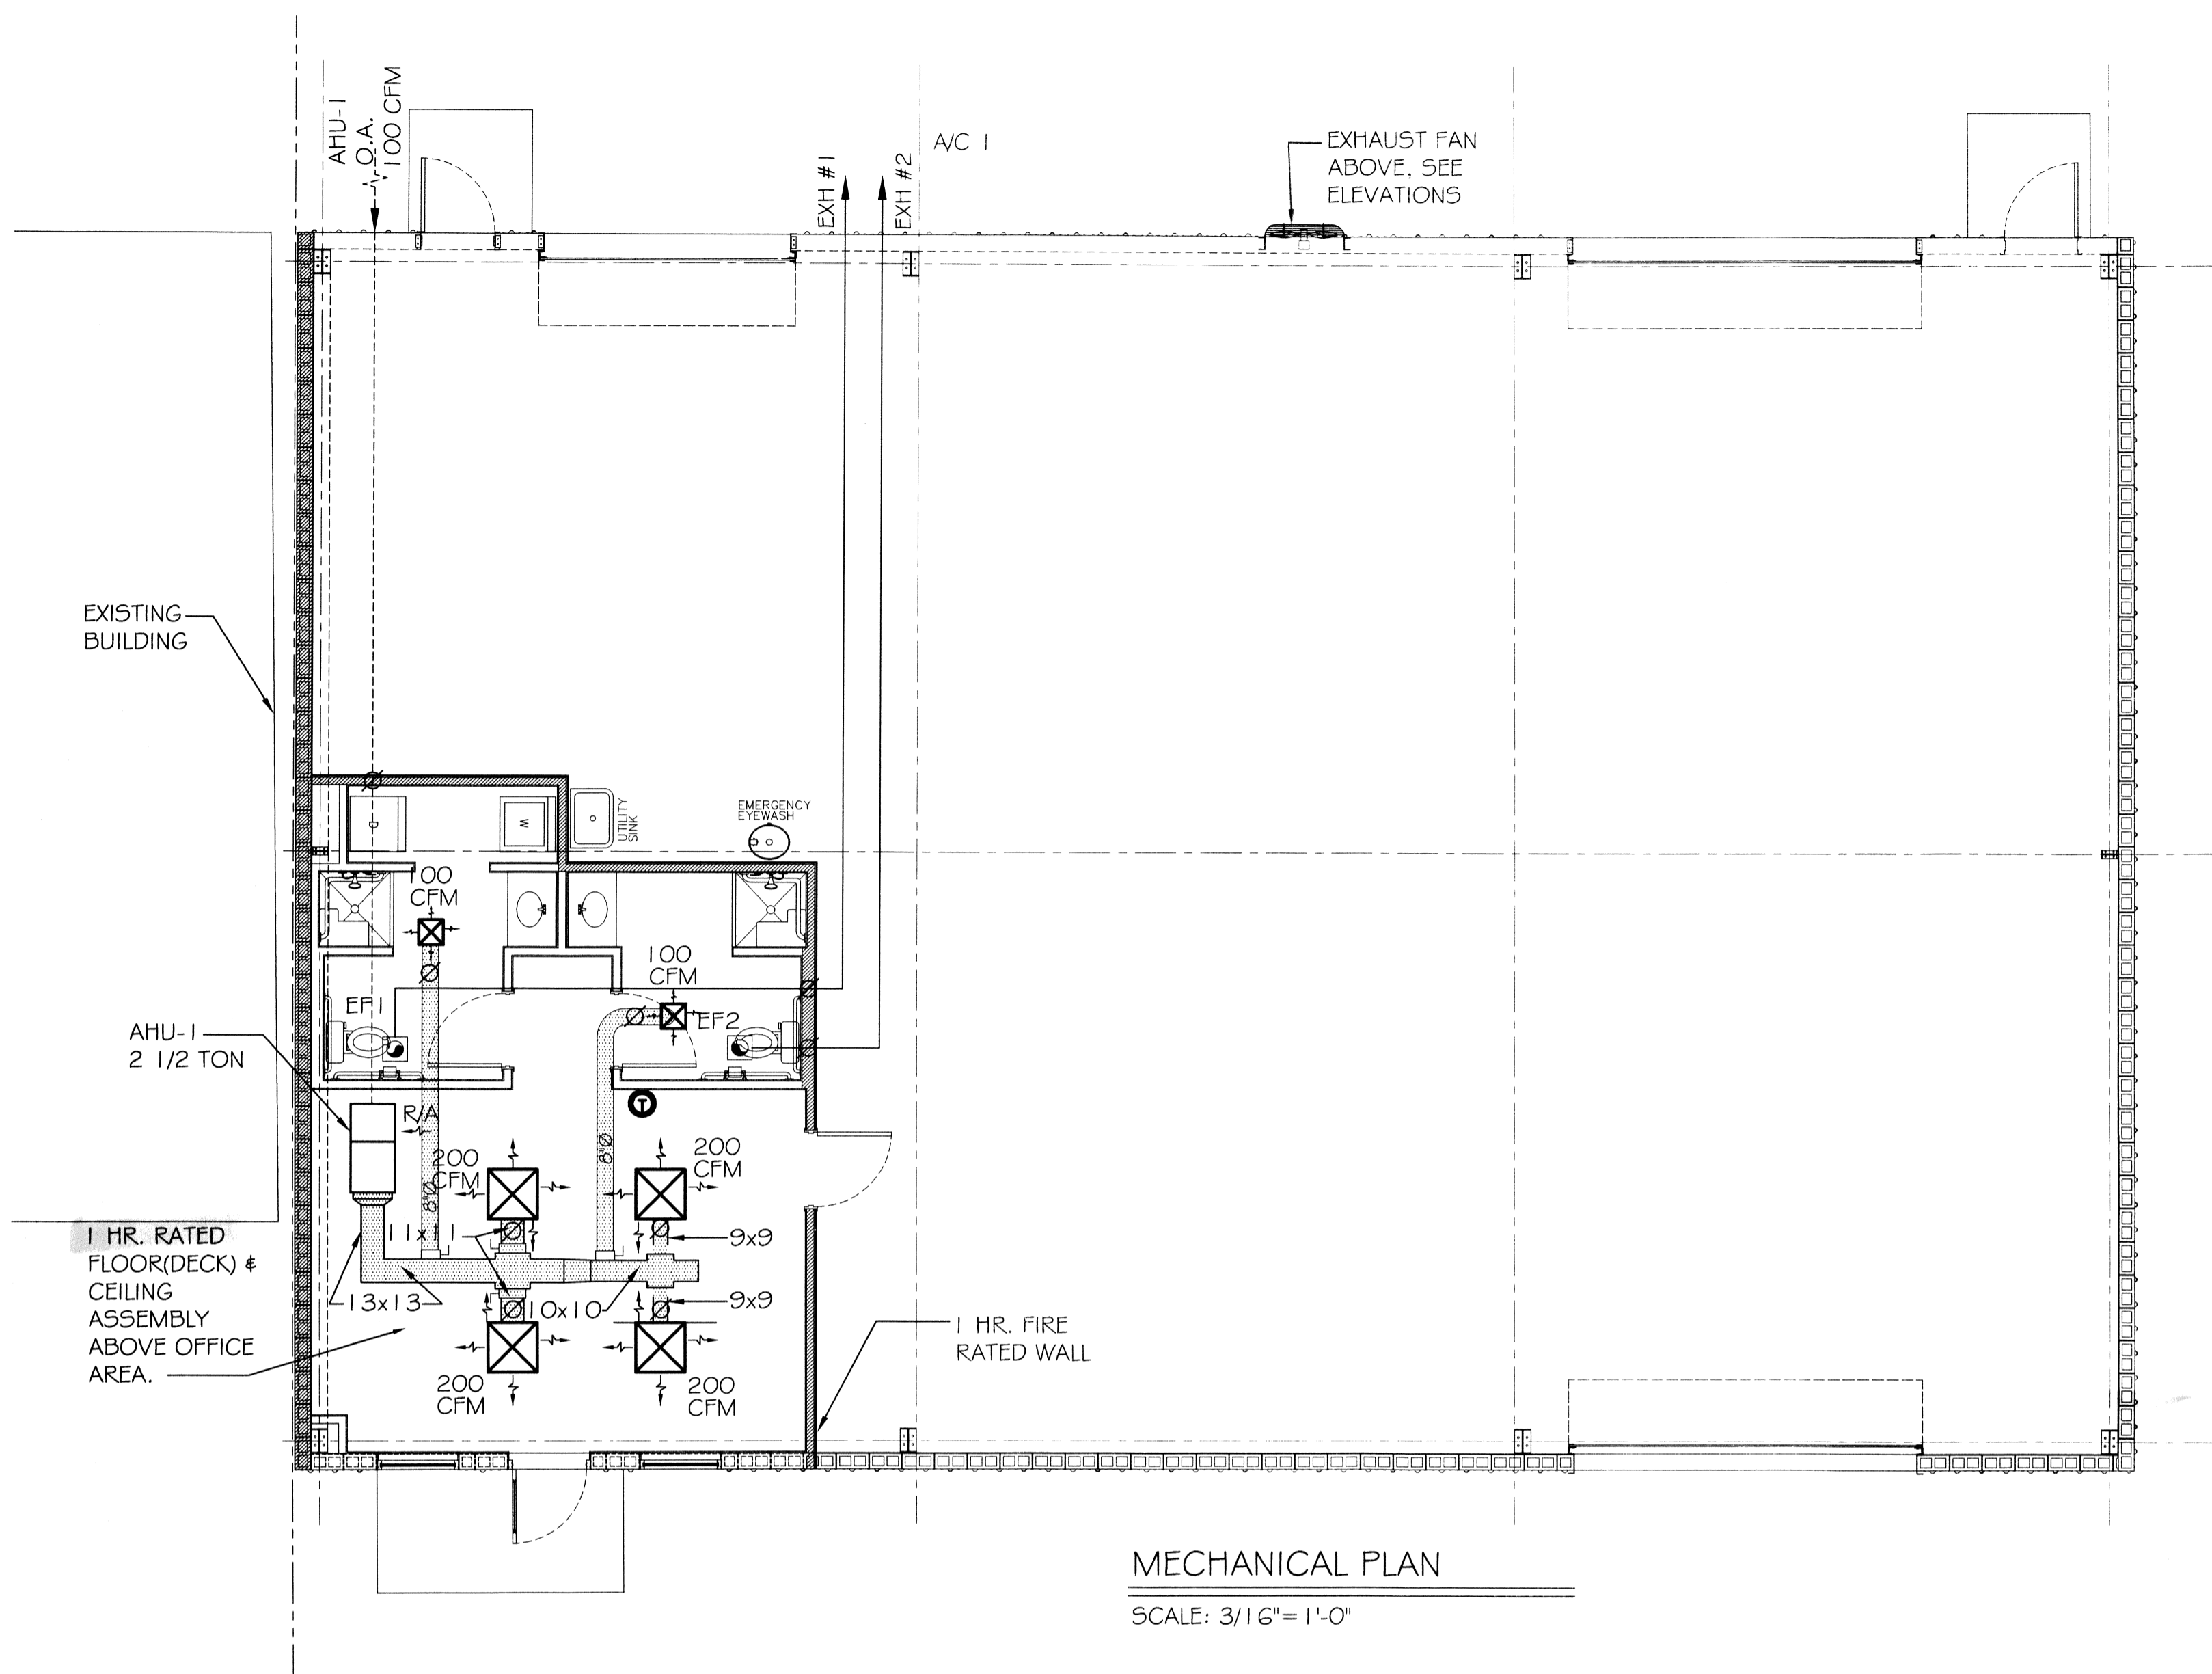 AHU-1
O.A.
100 CFM
EXH #1
EXH #2
A/C 1
EXHAUST FAN
ABOVE, SEE
ELEVATIONS
EXISTING
BUILDING
D
W
UTILITY
SINK
EMERGENCY
EYEWASH
100
CFM
100
CFM
EF1
EF2
AHU-1
2 1/2 TON
T
R/A
200
CFM
200
CFM
8"Ø
8"Ø
11x11
9x9
1 HR. RATED
FLOOR(DECK) &
CEILING
ASSEMBLY
ABOVE OFFICE
AREA.
13x13
10x10
9x9
1 HR. FIRE
RATED WALL
200
CFM
200
CFM
MECHANICAL PLAN
SCALE: 3/16"=1'-0"